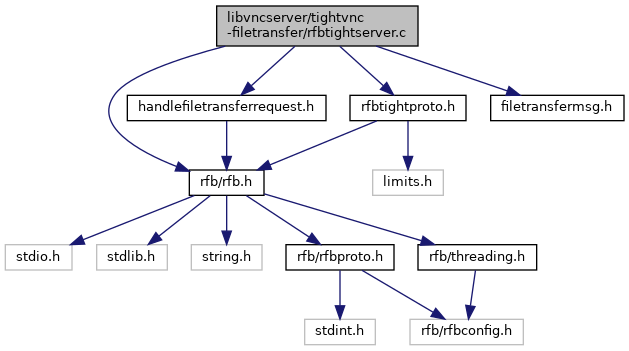 libvncserver/tightvnc
-filetransfer/rfbtightserver.c
handlefiletransferrequest.h
rfbtightproto.h
filetransfermsg.h
rfb/rfb.h
limits.h
stdio.h
stdlib.h
string.h
rfb/rfbproto.h
rfb/threading.h
stdint.h
rfb/rfbconfig.h